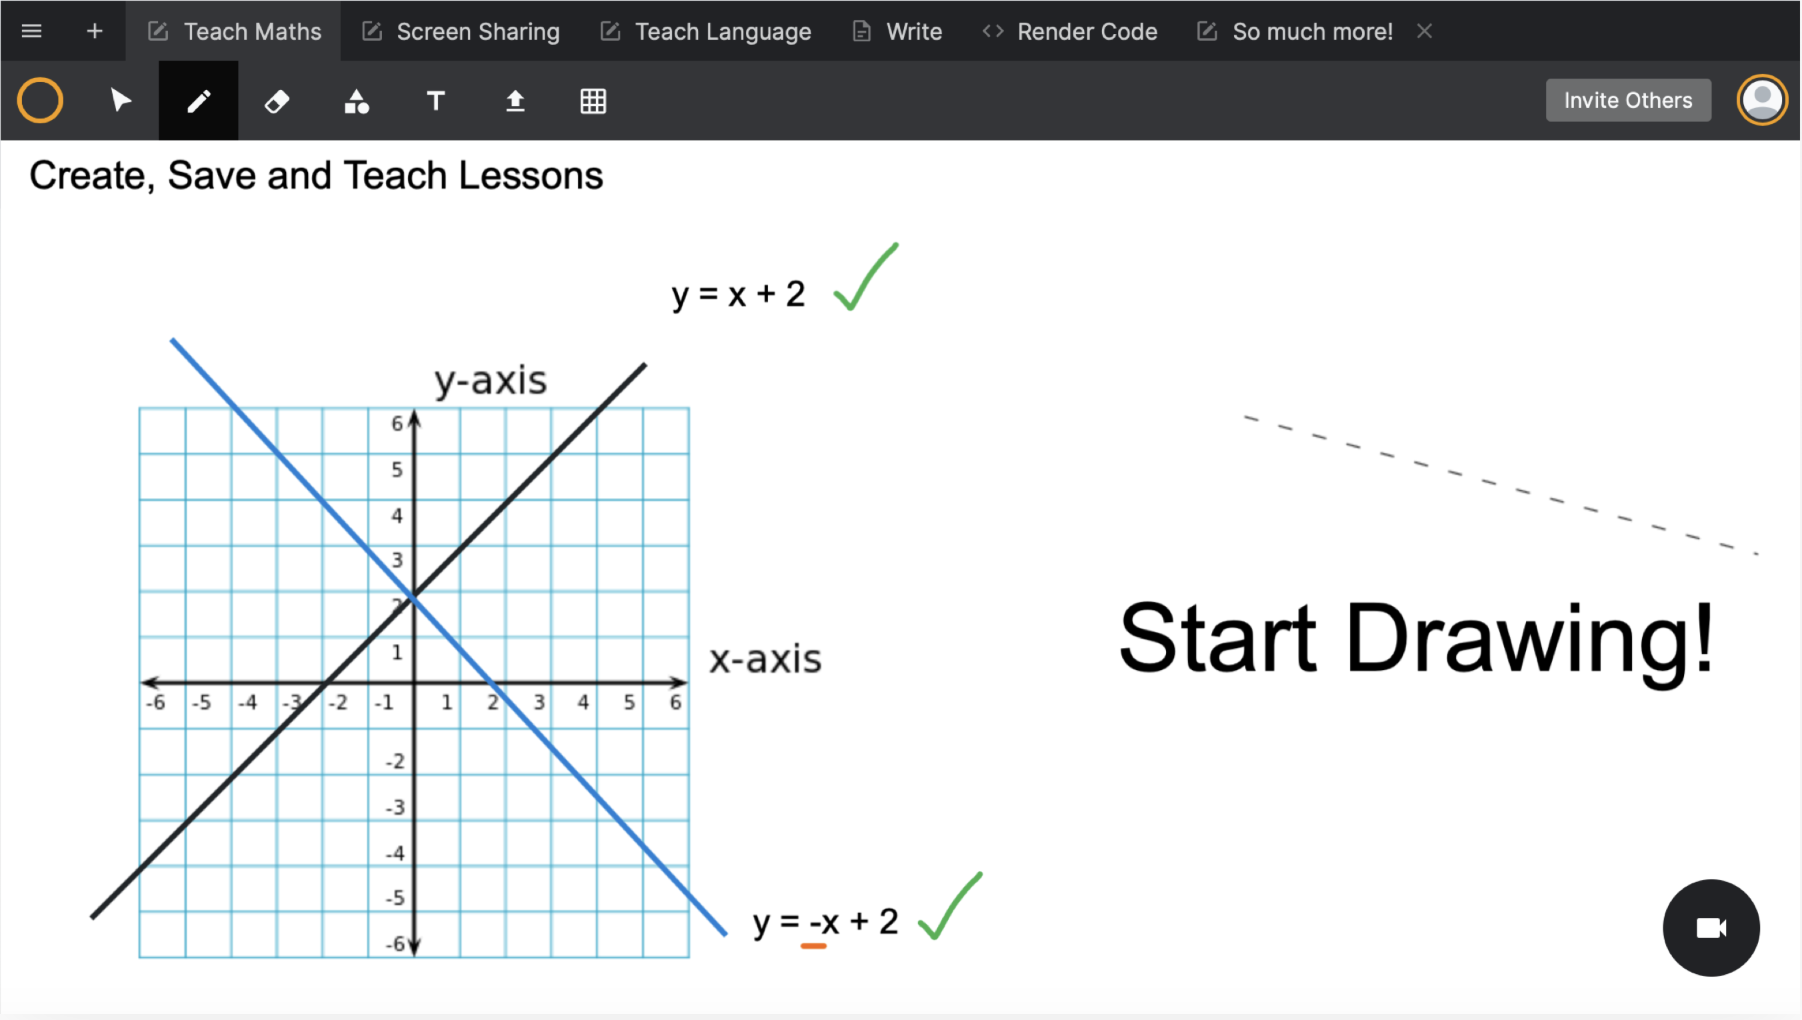 Teach Maths Screen Sharing Teach Language Write Render Code So much more!
T Invite Others
Create, Save and Teach Lessons
y = x + 2
y-axis
6
5
4
3
2
1
x-axis
-6 -5 -4 -3 -2 -1 1 2 3 4 5 6
-2
-3
-4
-5
-6
Start Drawing!
y = -x + 2